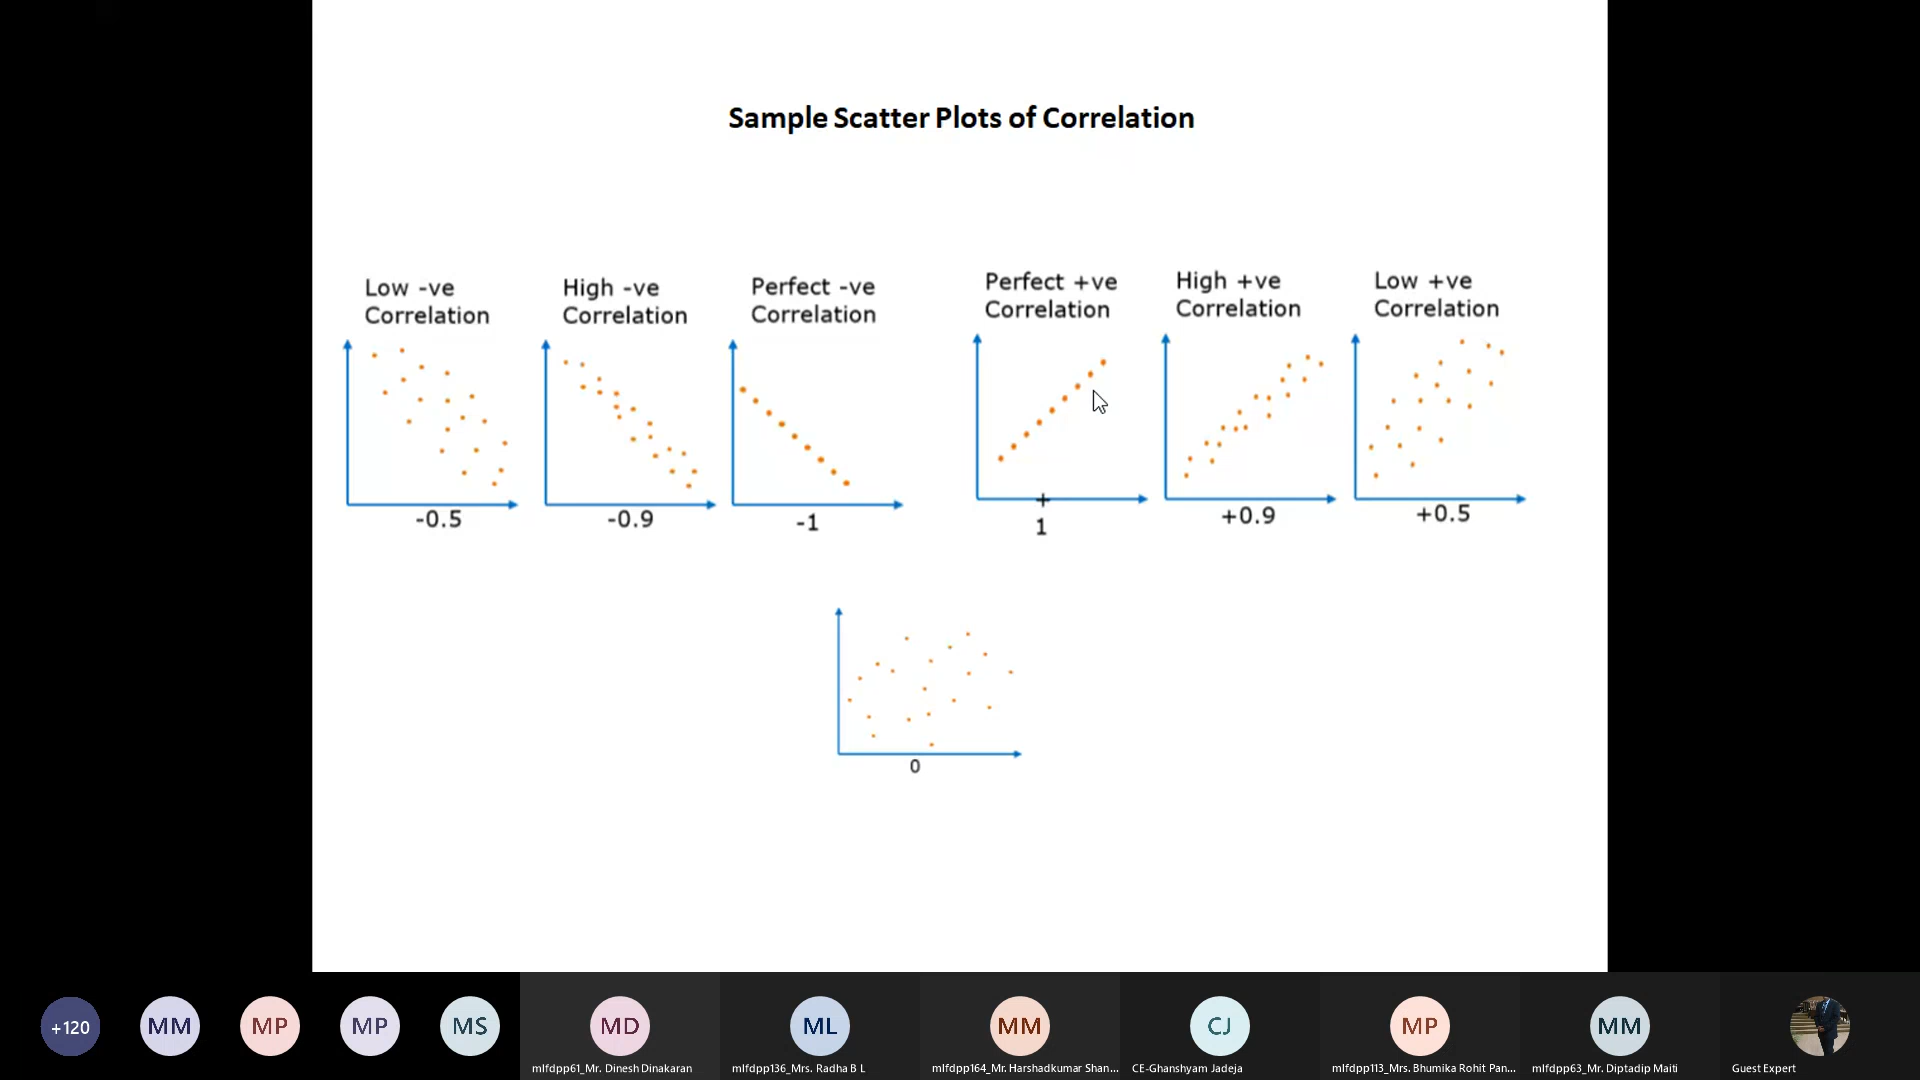 Sample Scatter Plots of Correlation
Low -ve
Correlation
High -ve
Correlation
Perfect -ve
Correlation
Perfect +ve
Correlation
High +ve
Correlation
Low +ve
Correlation
-0.5
-0.9
-1
+
1
+0.9
+0.5
0
+120
MM
MP
MP
MS
MD
mlfdpp61_Mr. Dinesh Dinakaran
ML
mlfdpp136_Mrs. Radha B L
MM
mlfdpp164_Mr. Harshadkumar Shan...
CJ
CE-Ghanshyam Jadeja
MP
mlfdpp113_Mrs. Bhumika Rohit Pan...
MM
mlfdpp63_Mr. Diptadip Maiti
Guest Expert